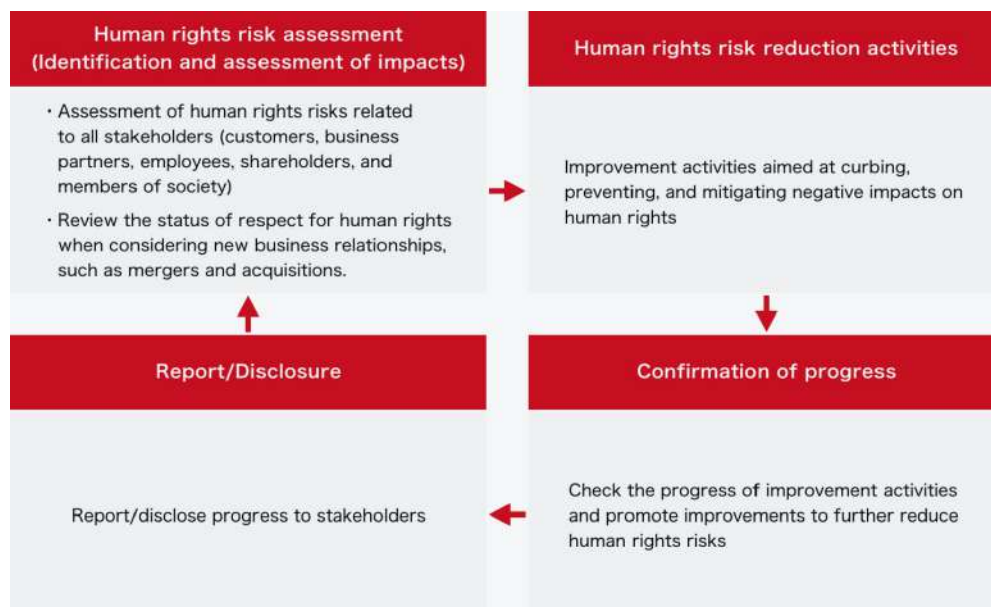 Human rights risk assessment
(Identification and assessment of impacts)
・Assessment of human rights risks related
to all stakeholders (customers, business
partners, employees, shareholders, and
members of society)
・Review the status of respect for human rights
when considering new business relationships,
such as mergers and acquisitions.
Human rights risk reduction activities
Improvement activities aimed at curbing,
preventing, and mitigating negative impacts on
human rights
Report/Disclosure
Report/disclose progress to stakeholders
Confirmation of progress
Check the progress of improvement activities
and promote improvements to further reduce
human rights risks